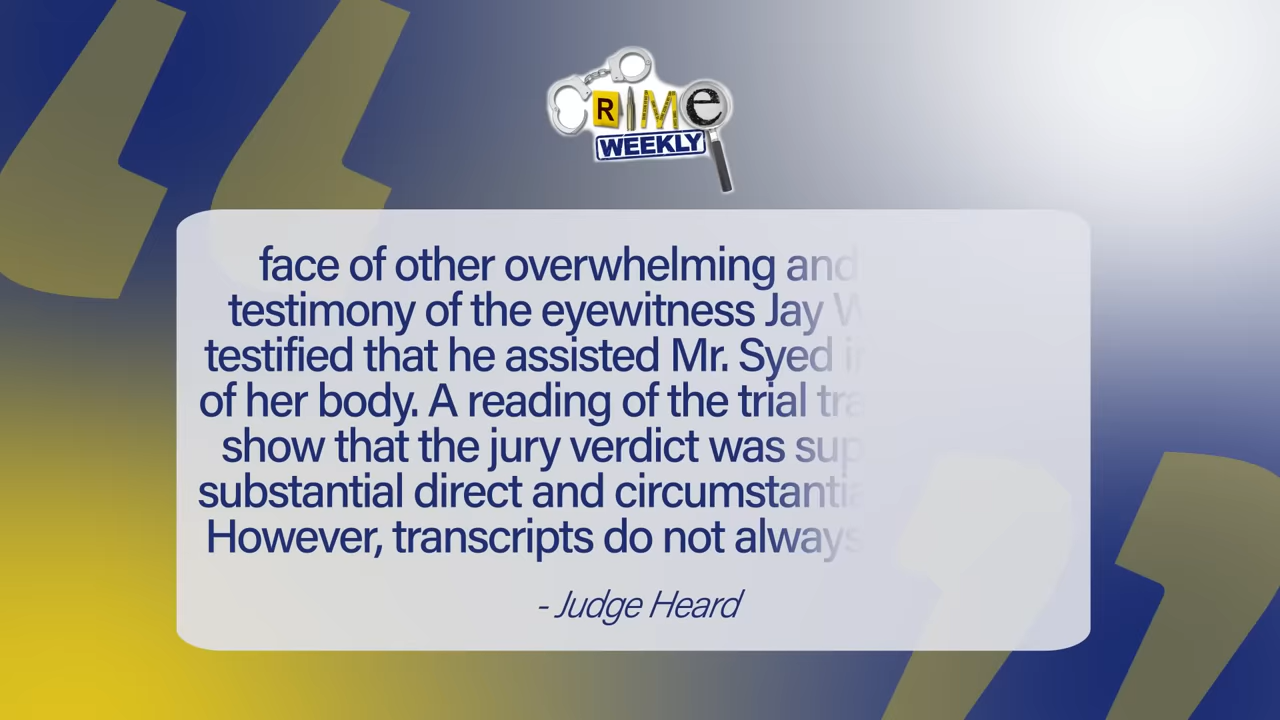 CRIMe
WEEKLY
face of other overwhelming and
testimony of the eyewitness Jay
testified that he assisted Mr. Syed
of her body. A reading of the trial
show that the jury verdict was
substantial direct and
However, transcripts do not always
- Judge Heard